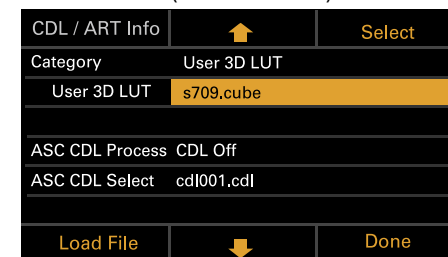 CDL / ART Info Select
Category User 3D LUT
User 3D LUT s709.cube
ASC CDL Process CDL Off
ASC CDL Select cdl001.cdl
Load File Done